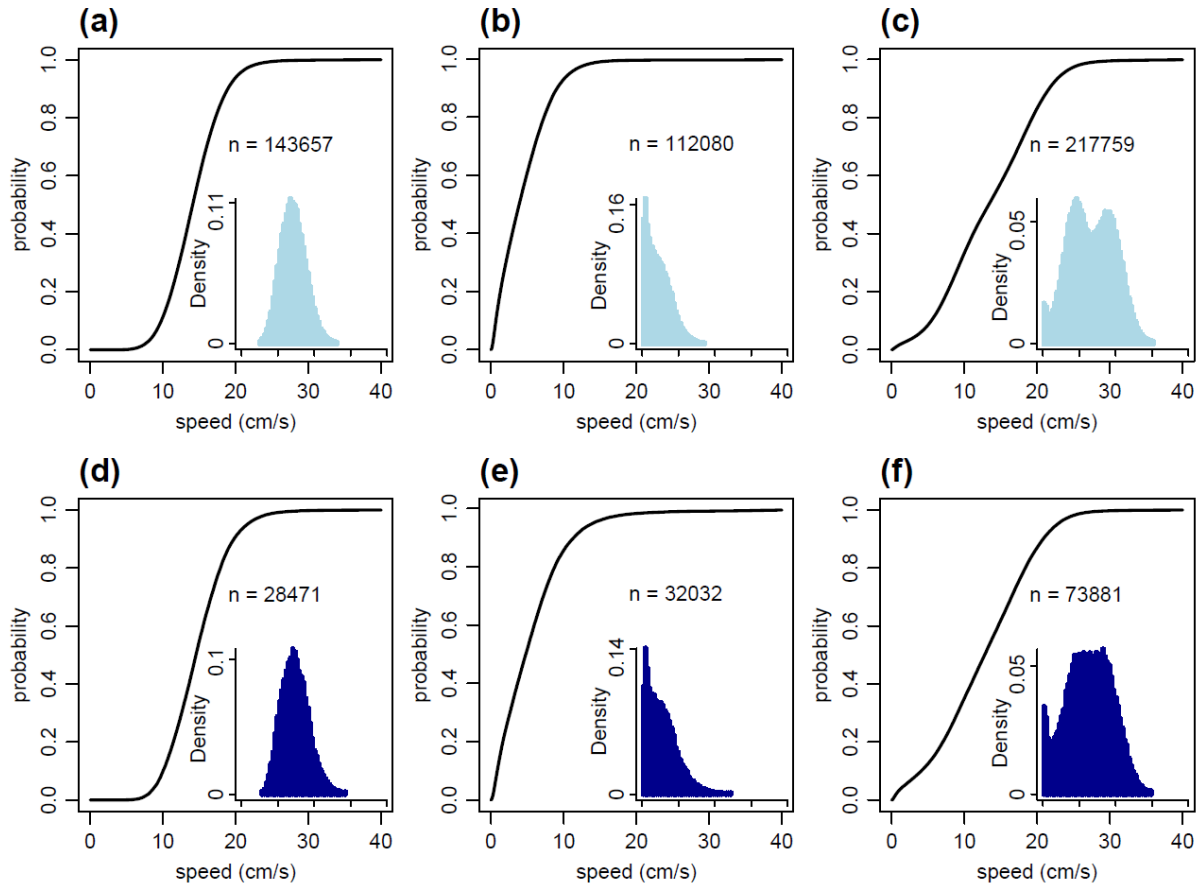 (a)
probability
0.0 0.2 0.4 0.6 0.8 1.0
n = 143657
Density
0 0.11
0 10 20 30 40
speed (cm/s)
(b)
probability
0.0 0.2 0.4 0.6 0.8 1.0
n = 112080
Density
0 0.16
0 10 20 30 40
speed (cm/s)
(c)
probability
0.0 0.2 0.4 0.6 0.8 1.0
n = 217759
Density
0 0.05
0 10 20 30 40
speed (cm/s)
(d)
probability
0.0 0.2 0.4 0.6 0.8 1.0
n = 28471
Density
0 0.1
0 10 20 30 40
speed (cm/s)
(e)
probability
0.0 0.2 0.4 0.6 0.8 1.0
n = 32032
Density
0 0.14
0 10 20 30 40
speed (cm/s)
(f)
probability
0.0 0.2 0.4 0.6 0.8 1.0
n = 73881
Density
0 0.05
0 10 20 30 40
speed (cm/s)